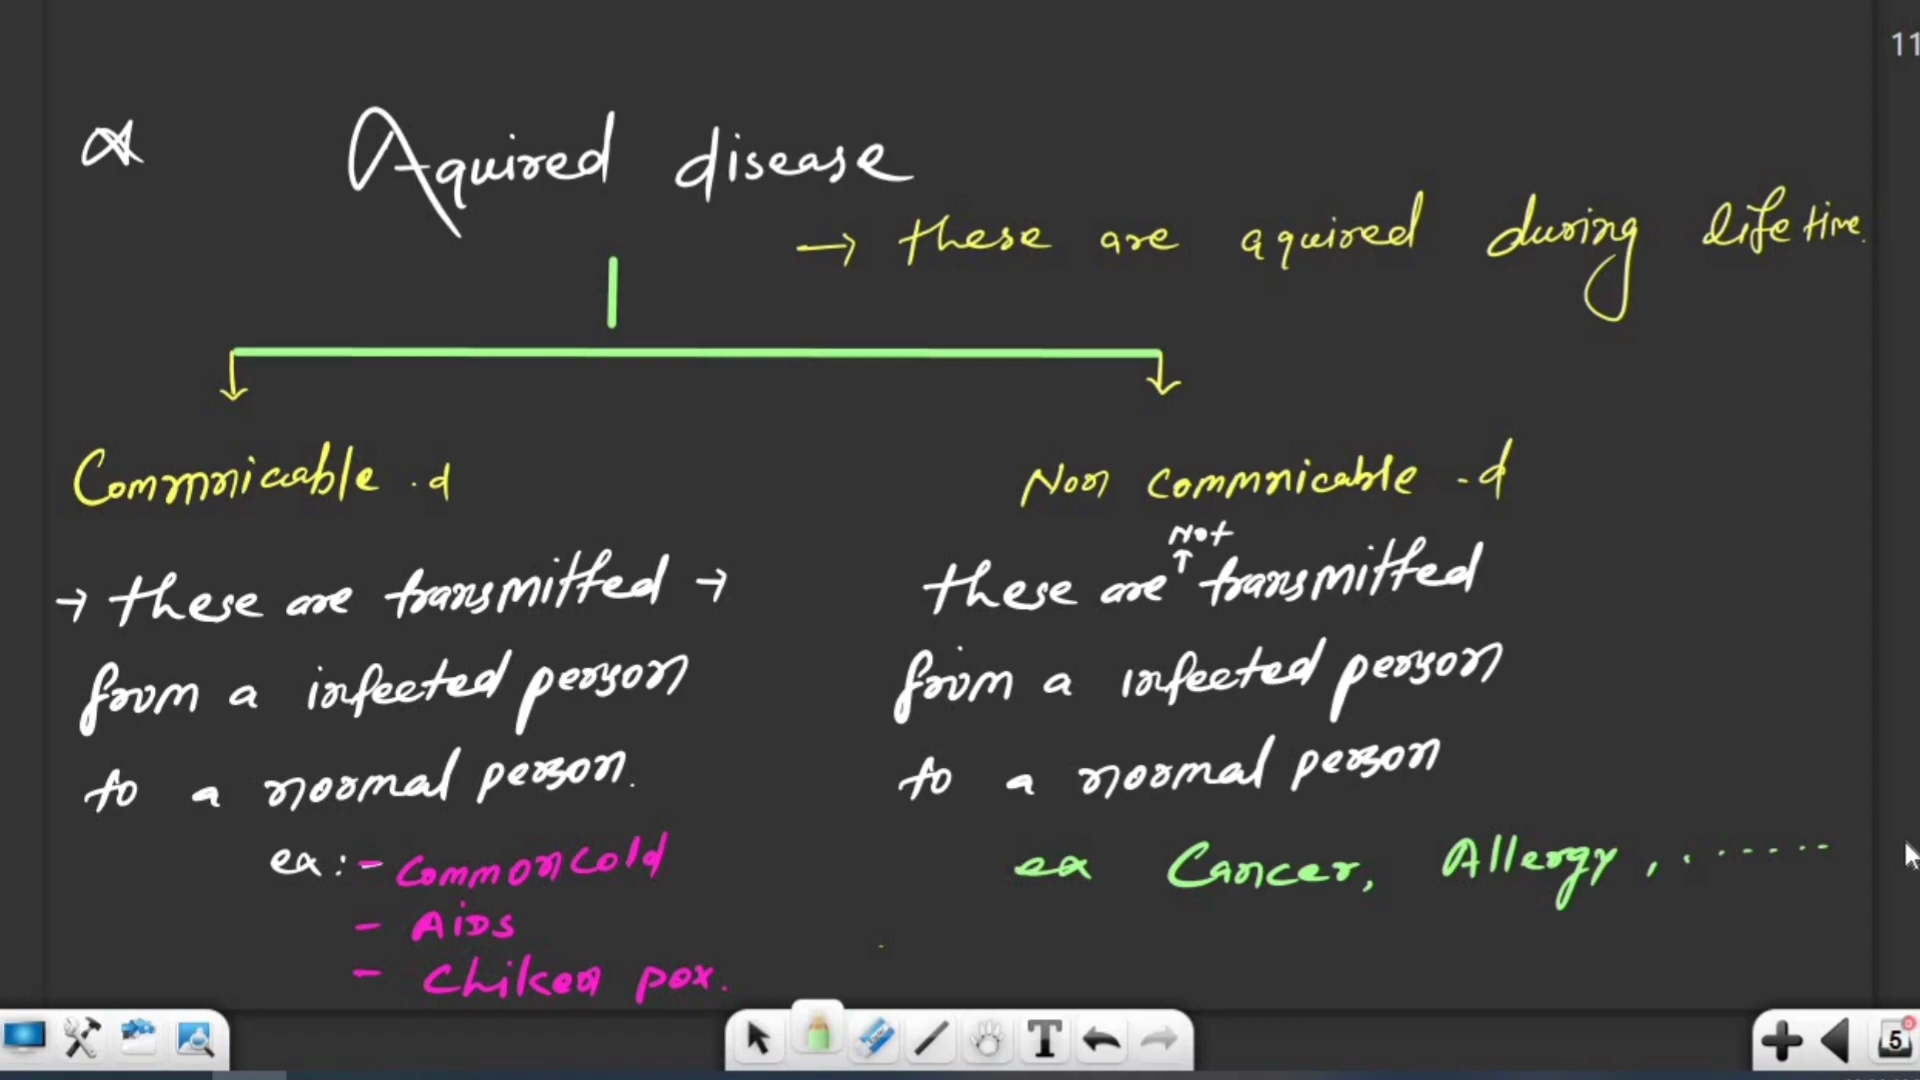 11
Aquired disease
→ these are aquired during lifetime.
Commnicable .d
Non commnicable .d
→ these are transmitted →
from a infected person
to a normal person.
ex:- Common cold
- AIDS
- Chiken pox.
Not
these are ↑ transmitted
from a infected person
to a normal person
ex Cancer, Allergy, .......
T
5